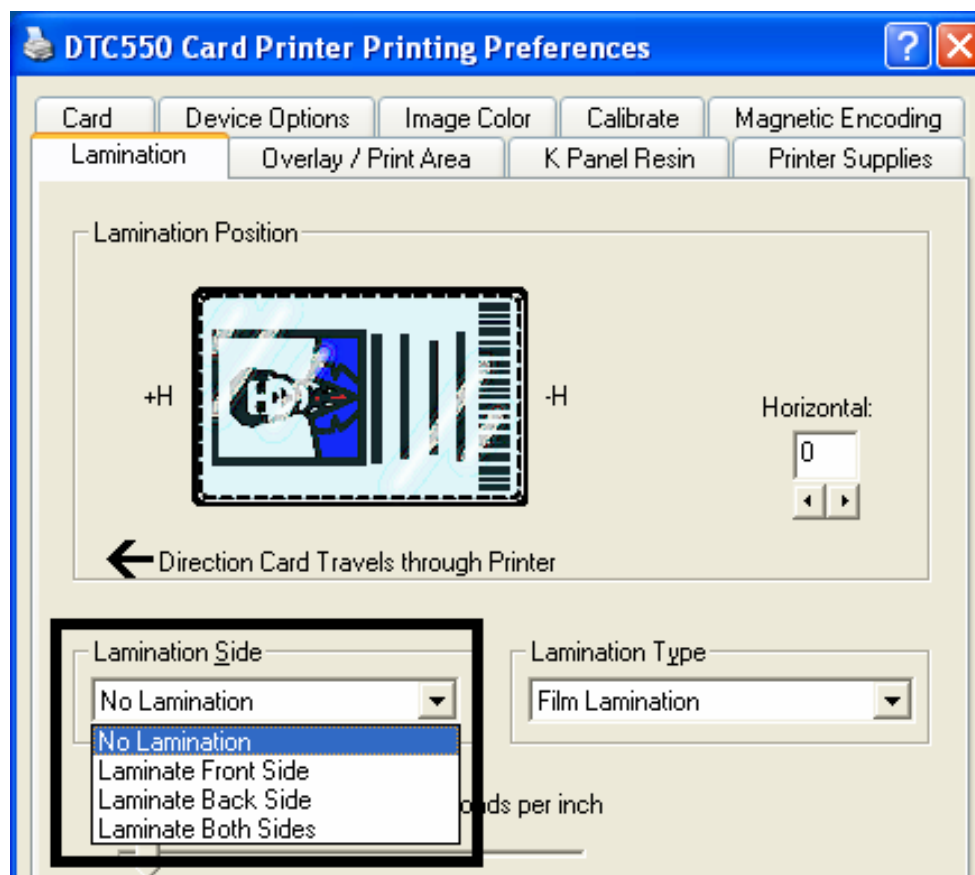 DTC550 Card Printer Printing Preferences
Card Device Options Image Color Calibrate Magnetic Encoding
Lamination Overlay / Print Area K Panel Resin Printer Supplies
Lamination Position
+H -H
Horizontal:
0
Direction Card Travels through Printer
Lamination Side Lamination Type
No Lamination Film Lamination
No Lamination
Laminate Front Side
Laminate Back Side
per inch
Laminate Both Sides